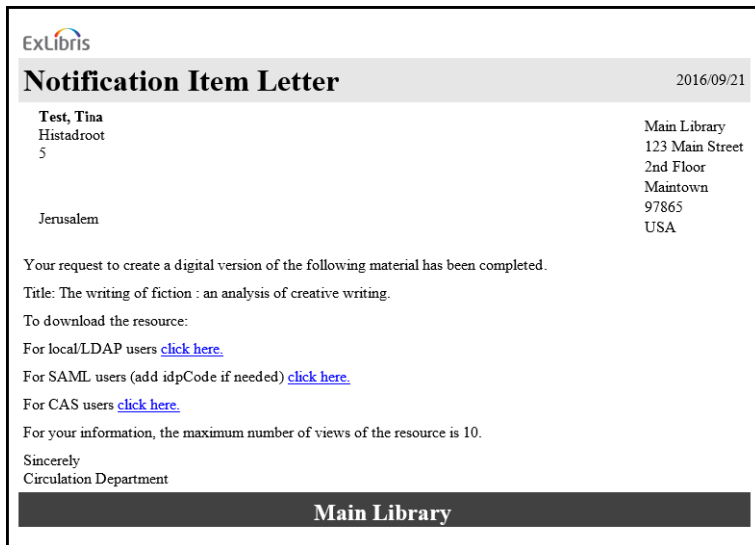 ExLibris
Notification Item Letter 2016/09/21
Test, Tina
Histadroot
5
Jerusalem
Main Library
123 Main Street
2nd Floor
Maintown
97865
USA
Your request to create a digital version of the following material has been completed.
Title: The writing of fiction : an analysis of creative writing.
To download the resource:
For local/LDAP users click here.
For SAML users (add idpCode if needed) click here.
For CAS users click here.
For your information, the maximum number of views of the resource is 10.
Sincerely
Circulation Department
Main Library